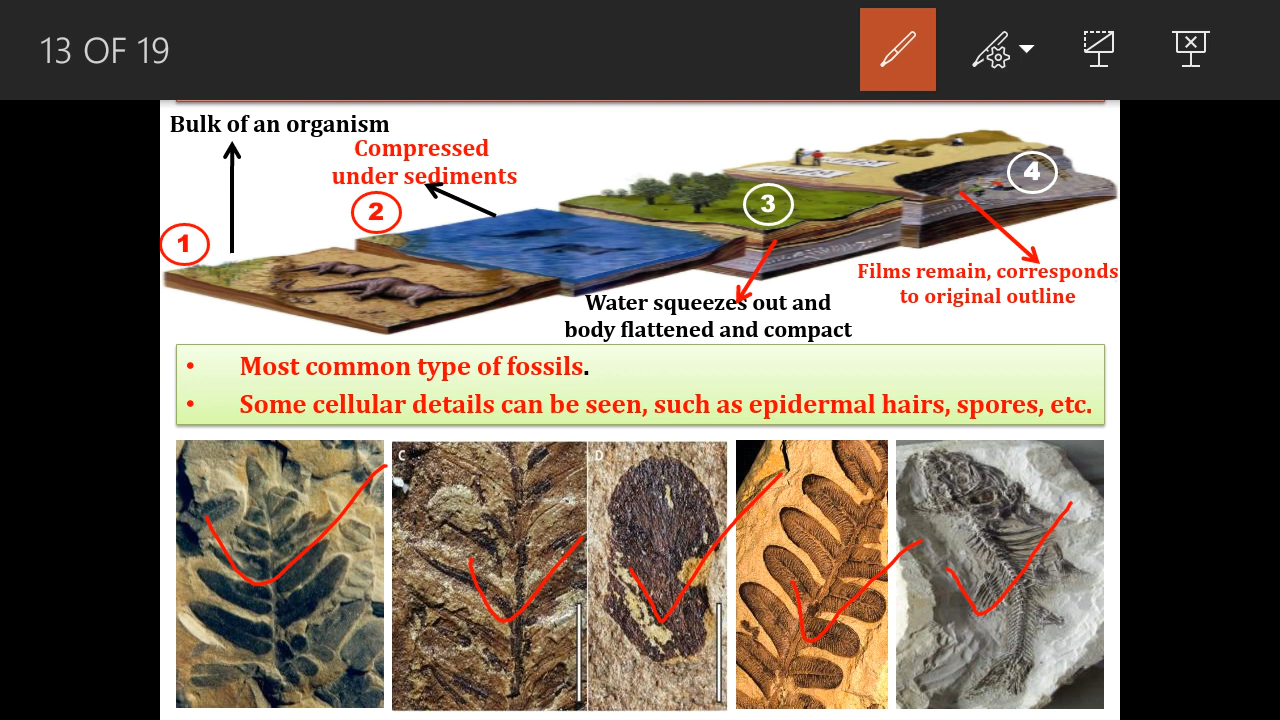 13 OF 19
Bulk of an organism
Compressed
under sediments
1
2
3
4
Films remain, corresponds
to original outline
Water squeezes out and
body flattened and compact
• Most common type of fossils.
• Some cellular details can be seen, such as epidermal hairs, spores, etc.
C
D